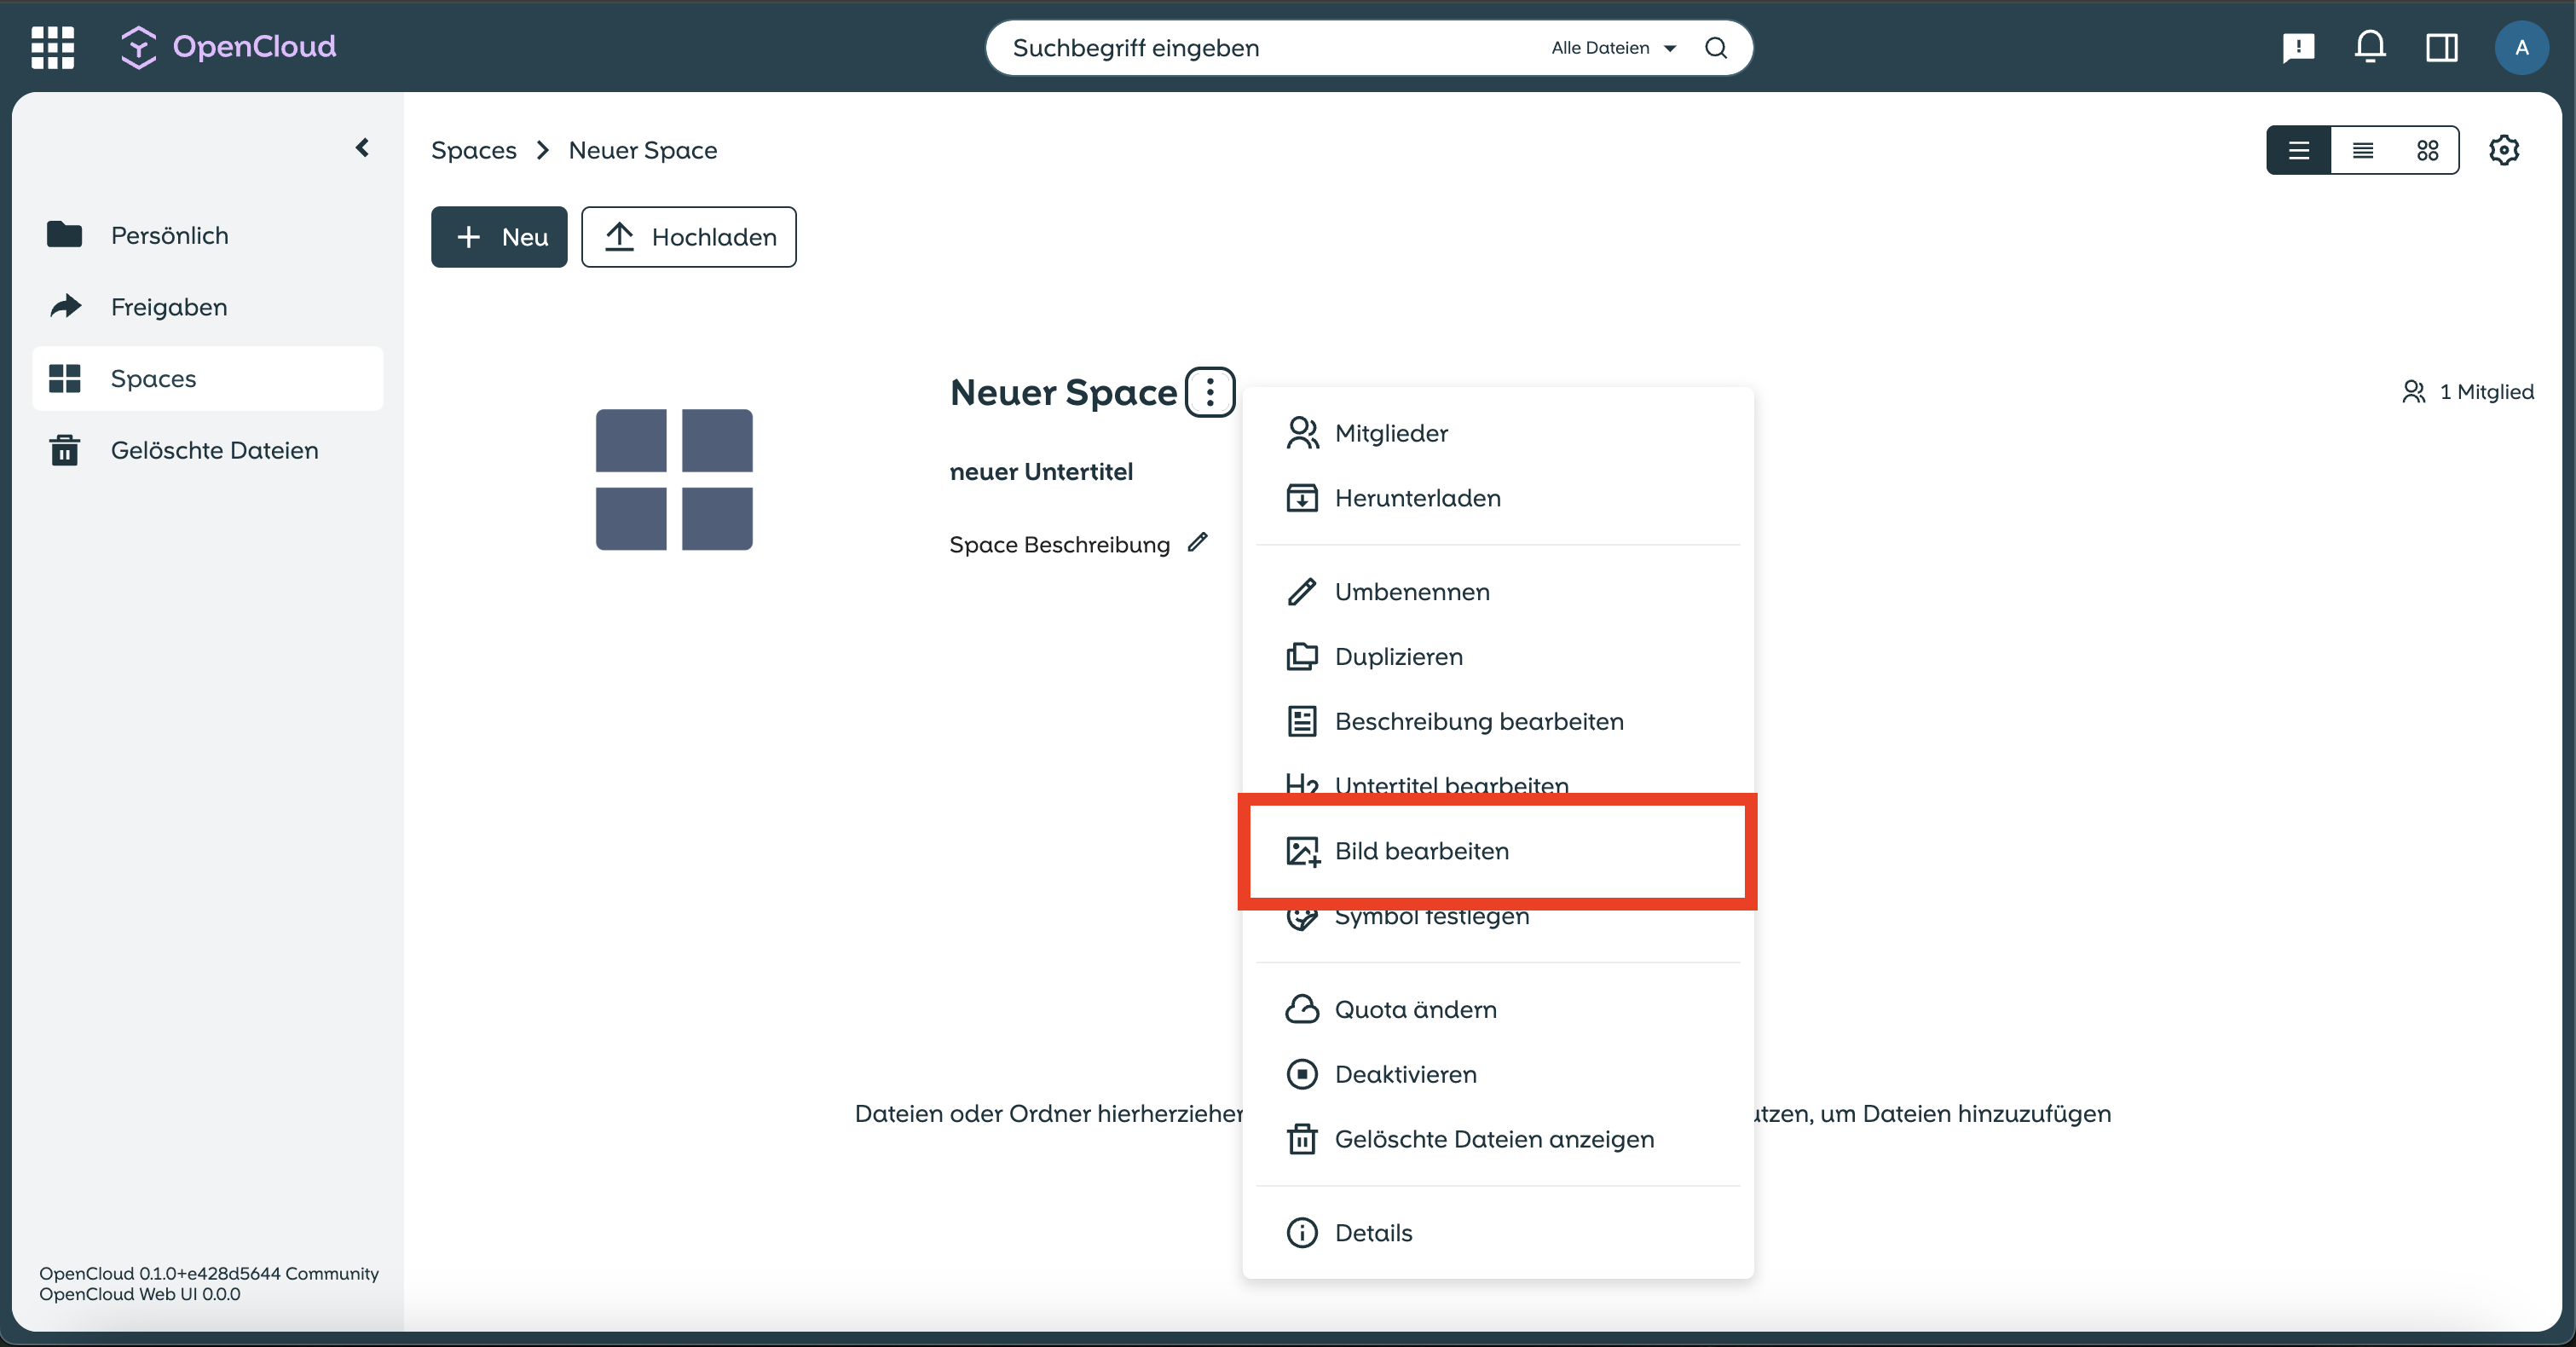 OpenCloud
Suchbegriff eingeben
Alle Dateien
A
Spaces > Neuer Space
Persönlich
Freigaben
Spaces
Gelöschte Dateien
+ Neu
Hochladen
Neuer Space
1 Mitglied
neuer Untertitel
Space Beschreibung
Mitglieder
Herunterladen
Umbenennen
Duplizieren
Beschreibung bearbeiten
H2 Untertitel bearbeiten
Bild bearbeiten
Symbol festlegen
Quota ändern
Deaktivieren
Gelöschte Dateien anzeigen
Details
Dateien oder Ordner hierherziehen
um Dateien hinzuzufügen
OpenCloud 0.1.0+e428d5644 Community
OpenCloud Web UI 0.0.0